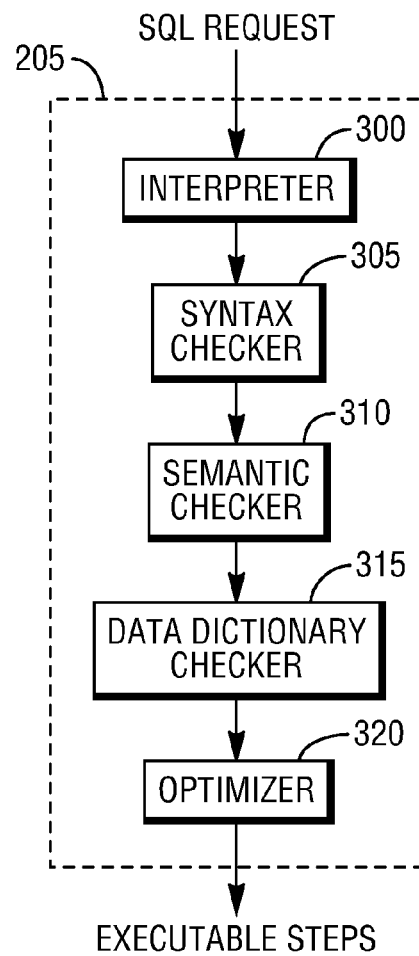 SQL REQUEST
205
300
INTERPRETER
305
SYNTAX
CHECKER
310
SEMANTIC
CHECKER
315
DATA DICTIONARY
CHECKER
320
OPTIMIZER
EXECUTABLE STEPS